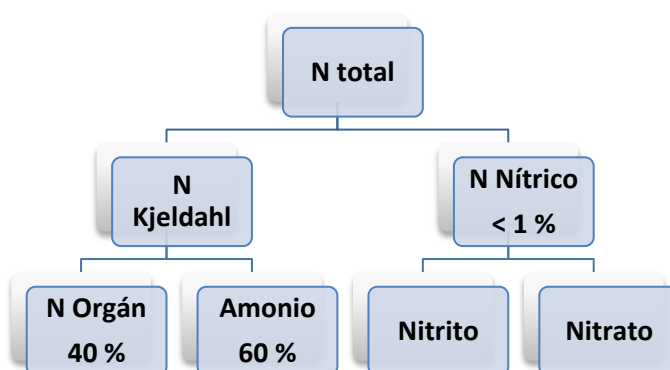 N total
N
Kjeldahl
N Nítrico
< 1 %
N Orgán
40 %
Amonio
60 %
Nitrito
Nitrato